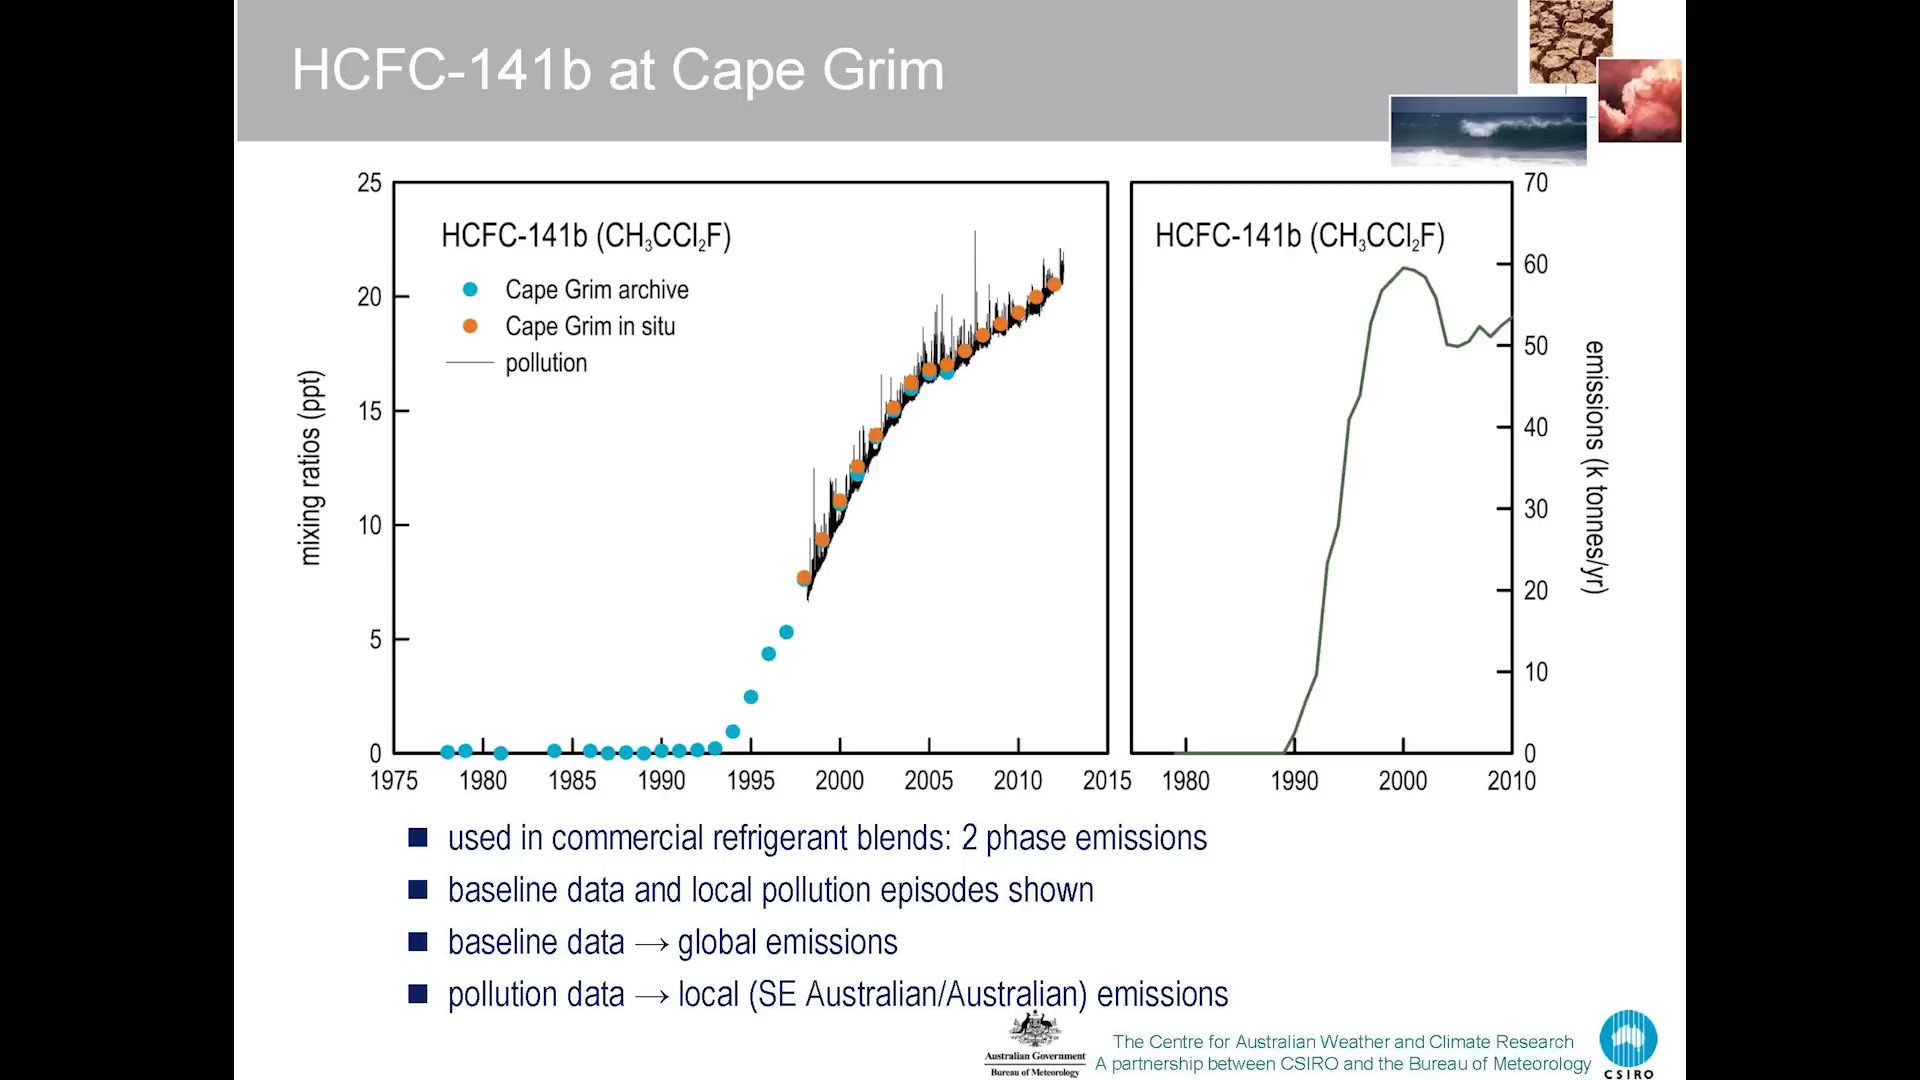 HCFC-141b at Cape Grim
25
20
15
10
5
0
mixing ratios (ppt)
HCFC-141b (CH₃CCl₂F)
Cape Grim archive
Cape Grim in situ
pollution
1975 1980 1985 1990 1995 2000 2005 2010 2015
HCFC-141b (CH₃CCl₂F)
70
60
50
40
30
20
10
0
emissions (k tonnes/yr)
1980 1990 2000 2010
used in commercial refrigerant blends: 2 phase emissions
baseline data and local pollution episodes shown
baseline data → global emissions
pollution data → local (SE Australian/Australian) emissions
Australian Government
Bureau of Meteorology
The Centre for Australian Weather and Climate Research
A partnership between CSIRO and the Bureau of Meteorology
CSIRO